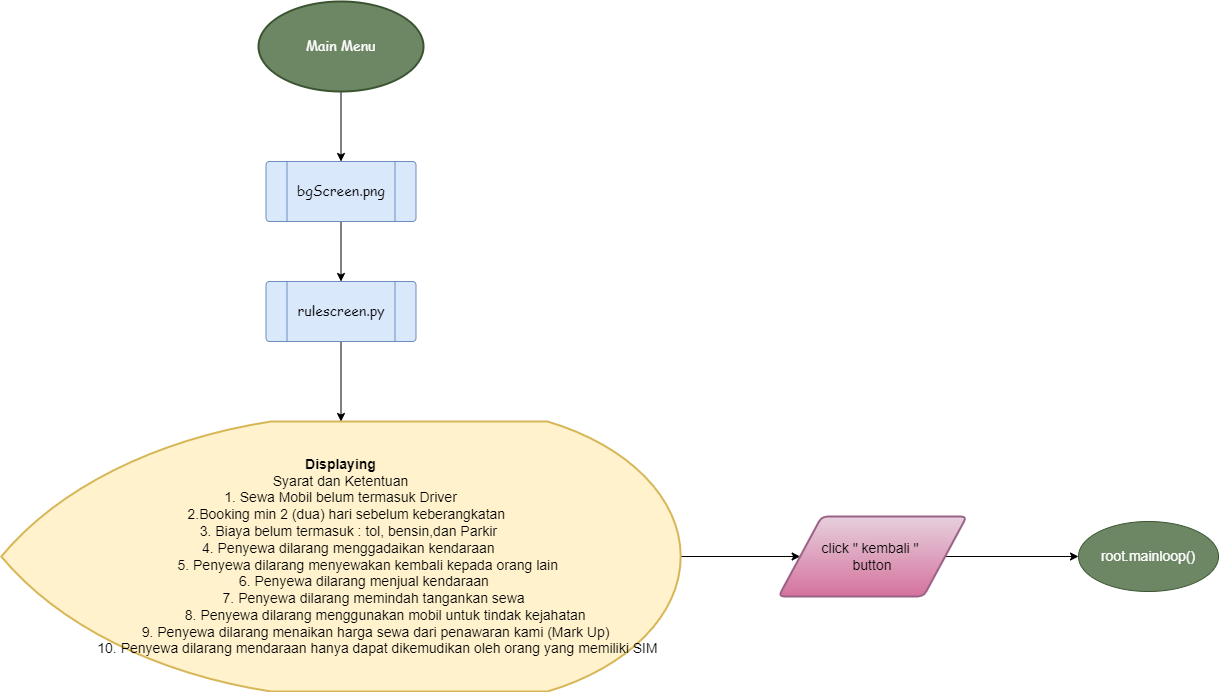 Main Menu
bgScreen.png
rulescreen.py
Displaying
Syarat dan Ketentuan
1. Sewa Mobil belum termasuk Driver
2.Booking min 2 (dua) hari sebelum keberangkatan
3. Biaya belum termasuk : tol, bensin,dan Parkir
4. Penyewa dilarang menggadaikan kendaraan
5. Penyewa dilarang menyewakan kembali kepada orang lain
6. Penyewa dilarang menjual kendaraan
7. Penyewa dilarang memindah tangankan sewa
8. Penyewa dilarang menggunakan mobil untuk tindak kejahatan
9. Penyewa dilarang menaikan harga sewa dari penawaran kami (Mark Up)
10. Penyewa dilarang mendaraan hanya dapat dikemudikan oleh orang yang memiliki SIM
click " kembali "
button
root.mainloop()